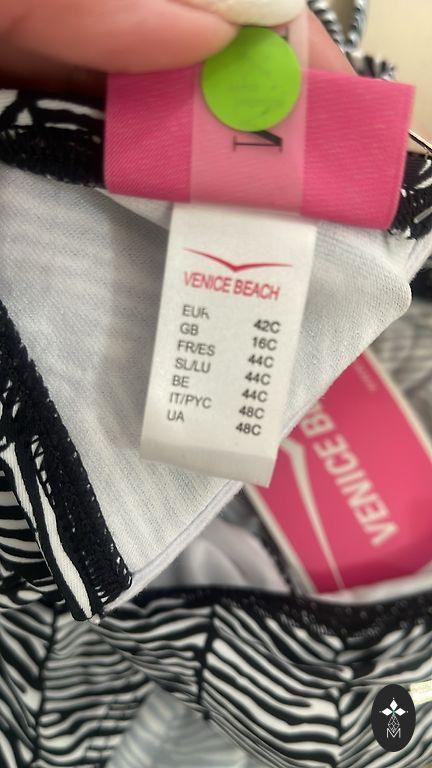 M
VENICE BEACH
EUR 42C
GB 16C
FR/ES 44C
SL/LU 44C
BE 44C
IT/PYC 48C
UA 48C
VENICE B
M